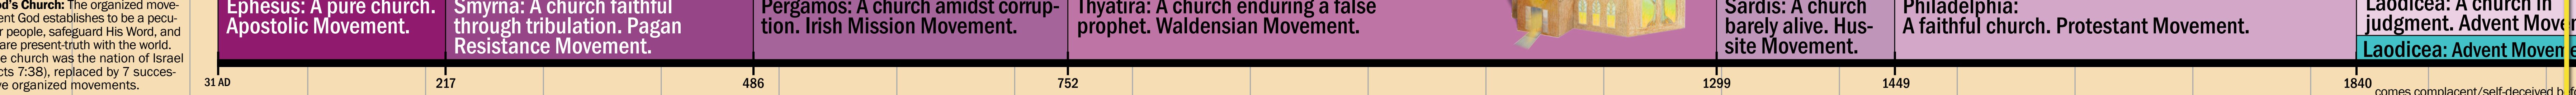 d's Church: The organized move-
ent God establishes to be a pecu-
r people, safeguard His Word, and
are present-truth with the world.
e church was the nation of Israel
cts 7:38), replaced by 7 succes-
ve organized movements.
Ephesus: A pure church.
Apostolic Movement.
Smyrna: A church faithful
through tribulation. Pagan
Resistance Movement.
Pergamos: A church amidst corrup-
tion. Irish Mission Movement.
Thyatira: A church enduring a false
prophet. Waldensian Movement.
Sardis: A church
barely alive. Hus-
site Movement.
Philadelphia:
A faithful church. Protestant Movement.
Laodicea: A church in
judgment. Advent Move
Laodicea: Advent Movem
31 AD
217
486
752
1299
1449
1840
comes complacent/self-deceived